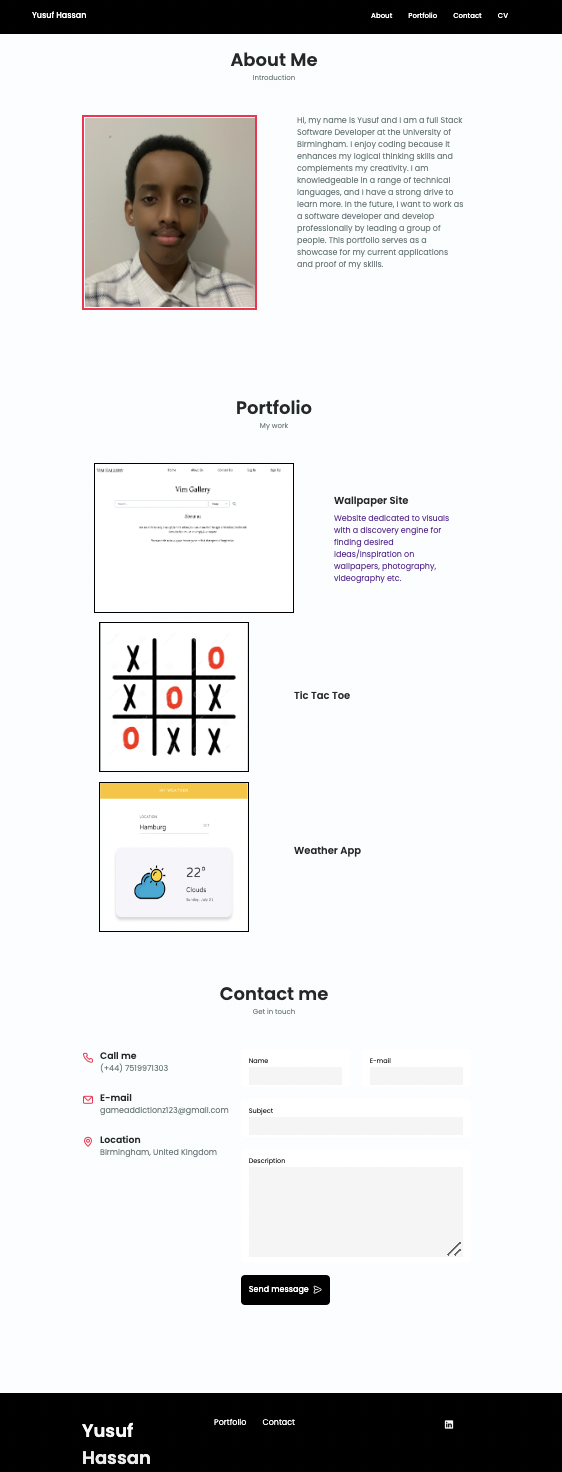 Yusuf Hassan
About Portfolio Contact CV
About Me
Introduction
Hi, my name is Yusuf and I am a full Stack
Software Developer at the University of
Birmingham. I enjoy coding because it
enhances my logical thinking skills and
complements my creativity. I am
knowledgeable in a range of technical
languages, and I have a strong drive to
learn more. In the future, I want to work as
a software developer and develop
professionally by leading a group of
people. This portfolio serves as a
showcase for my current applications
and proof of my skills.
Portfolio
My work
Vim Gallery
Wallpaper Site
Website dedicated to visuals
with a discovery engine for
finding desired
ideas/inspiration on
wallpapers, photography,
videography etc.
X O
X O X
O X X
Tic Tac Toe
LOCATION
Hamburg
22°
Clouds
Weather App
Contact me
Get in touch
Call me
(+44) 7519971303
E-mail
gameaddictionz123@gmail.com
Location
Birmingham, United Kingdom
Name
E-mail
Subject
Description
Send message
Yusuf
Hassan
Portfolio Contact